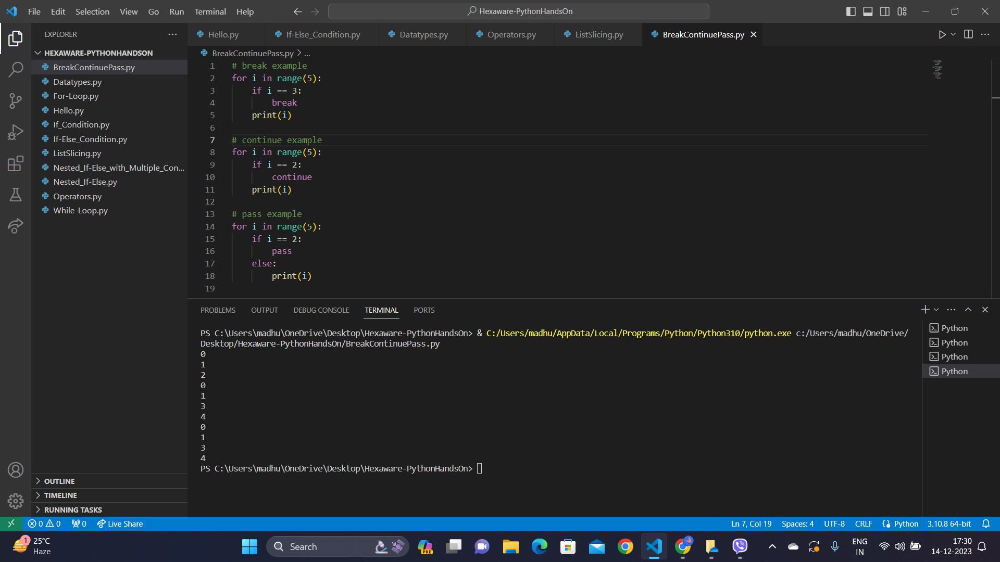 File Edit Selection View Go Run Terminal Help
Hexaware-PythonHandsOn
EXPLORER
HEXAWARE-PYTHONHANDSON
BreakContinuePass.py
Datatypes.py
For-Loop.py
Hello.py
If_Condition.py
If-Else_Condition.py
ListSlicing.py
Nested_If-Else_with_Multiple_Con...
Nested_If-Else.py
Operators.py
While-Loop.py
OUTLINE
TIMELINE
RUNNING TASKS
Hello.py If-Else_Condition.py Datatypes.py Operators.py ListSlicing.py BreakContinuePass.py
BreakContinuePass.py > ...
1 # break example
2 for i in range(5):
3 if i == 3:
4 break
5 print(i)
6
7 # continue example
8 for i in range(5):
9 if i == 2:
10 continue
11 print(i)
12
13 # pass example
14 for i in range(5):
15 if i == 2:
16 pass
17 else:
18 print(i)
19
PROBLEMS OUTPUT DEBUG CONSOLE TERMINAL PORTS
PS C:\Users\madhu\OneDrive\Desktop\Hexaware-PythonHandsOn> & C:/Users/madhu/AppData/Local/Programs/Python/Python310/python.exe c:/Users/madhu/OneDrive/
Desktop/Hexaware-PythonHandsOn/BreakContinuePass.py
0
1
2
0
1
3
4
0
1
3
4
PS C:\Users\madhu\OneDrive\Desktop\Hexaware-PythonHandsOn>
Python
Python
Python
Python
0 0 0 Live Share Ln 7, Col 19 Spaces: 4 UTF-8 CRLF Python 3.10.8 64-bit
1
25°C
Haze
Search
PRE
ENG
IN
17:30
14-12-2023